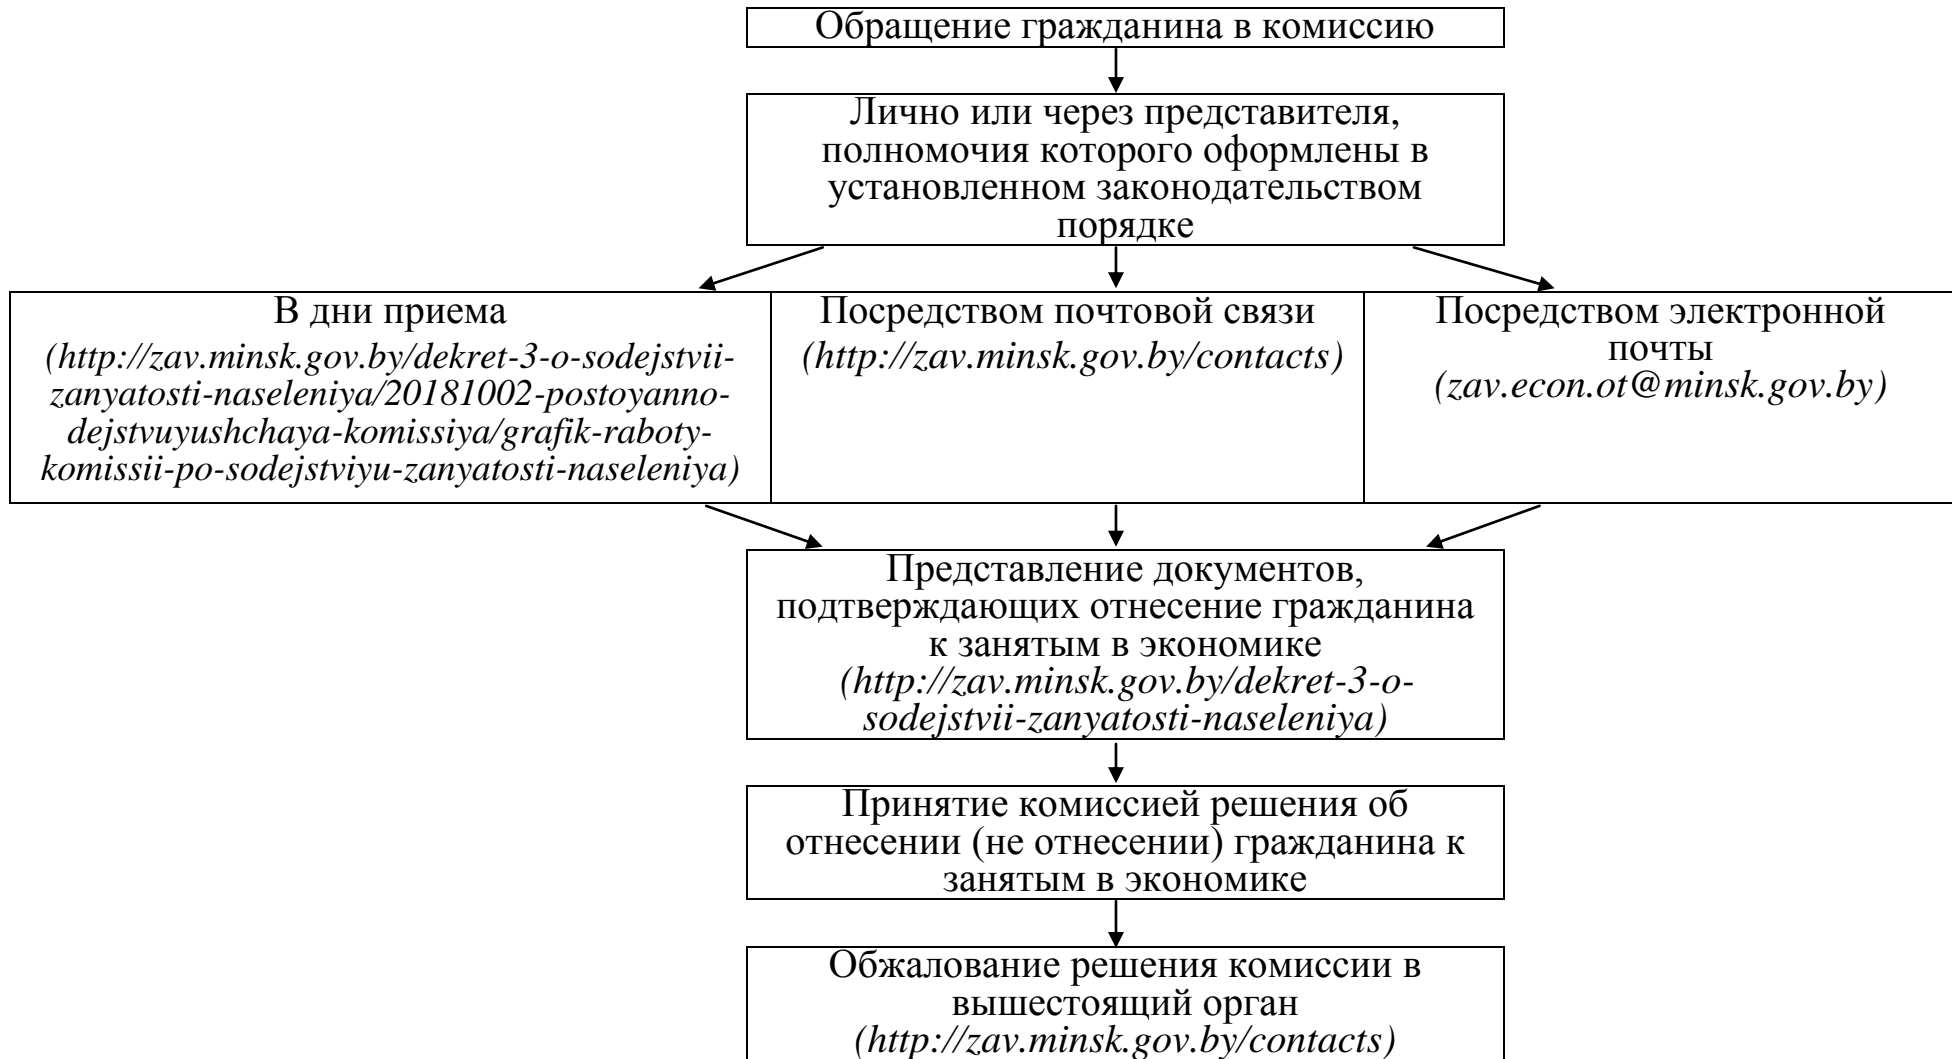 Обращение гражданина в комиссию
Лично или через представителя,
полномочия которого оформлены в
установленном законодательством
порядке
В дни приема
(http://zav.minsk.gov.by/dekret-3-o-sodejstvii-
zanyatosti-naseleniya/20181002-postoyanno-
dejstvuyushchaya-komissiya/grafik-raboty-
komissii-po-sodejstviyu-zanyatosti-naseleniya)
Посредством почтовой связи
(http://zav.minsk.gov.by/contacts)
Посредством электронной
почты
(zav.econ.ot@minsk.gov.by)
Представление документов,
подтверждающих отнесение гражданина
к занятым в экономике
(http://zav.minsk.gov.by/dekret-3-o-
sodejstvii-zanyatosti-naseleniya)
Принятие комиссией решения об
отнесении (не отнесении) гражданина к
занятым в экономике
Обжалование решения комиссии в
вышестоящий орган
(http://zav.minsk.gov.by/contacts)